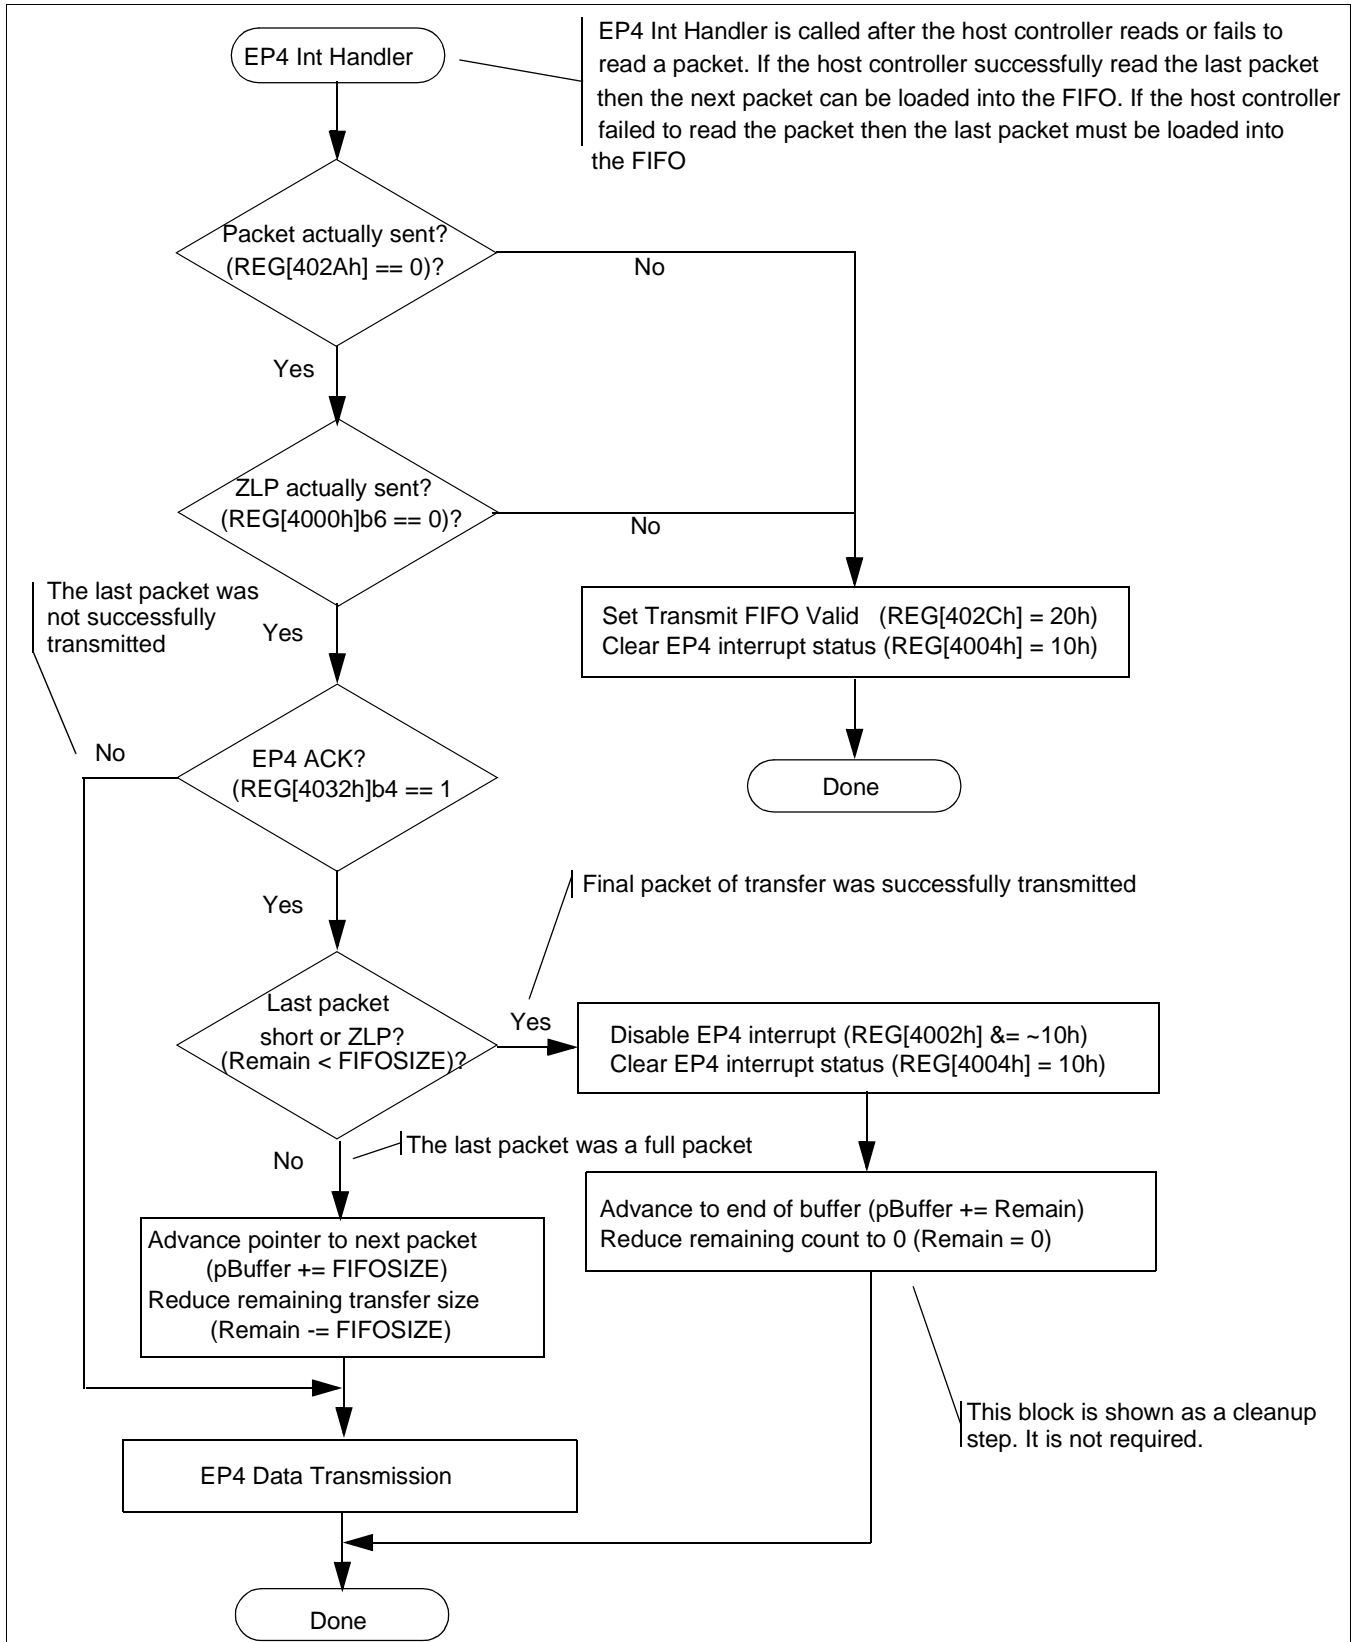 EP4 Int Handler
EP4 Int Handler is called after the host controller reads or fails to
read a packet. If the host controller successfully read the last packet
then the next packet can be loaded into the FIFO. If the host controller
failed to read the packet then the last packet must be loaded into
the FIFO
Packet actually sent?
(REG[402Ah] == 0)?
No
Yes
ZLP actually sent?
(REG[4000h]b6 == 0)?
No
The last packet was
not successfully
transmitted
Yes
Set Transmit FIFO Valid (REG[402Ch] = 20h)
Clear EP4 interrupt status (REG[4004h] = 10h)
No
EP4 ACK?
(REG[4032h]b4 == 1
Done
Yes
Final packet of transfer was successfully transmitted
Last packet
short or ZLP?
(Remain < FIFOSIZE)?
Yes
Disable EP4 interrupt (REG[4002h] &= ~10h)
Clear EP4 interrupt status (REG[4004h] = 10h)
No
The last packet was a full packet
Advance to end of buffer (pBuffer += Remain)
Reduce remaining count to 0 (Remain = 0)
Advance pointer to next packet
(pBuffer += FIFOSIZE)
Reduce remaining transfer size
(Remain -= FIFOSIZE)
This block is shown as a cleanup
step. It is not required.
EP4 Data Transmission
Done